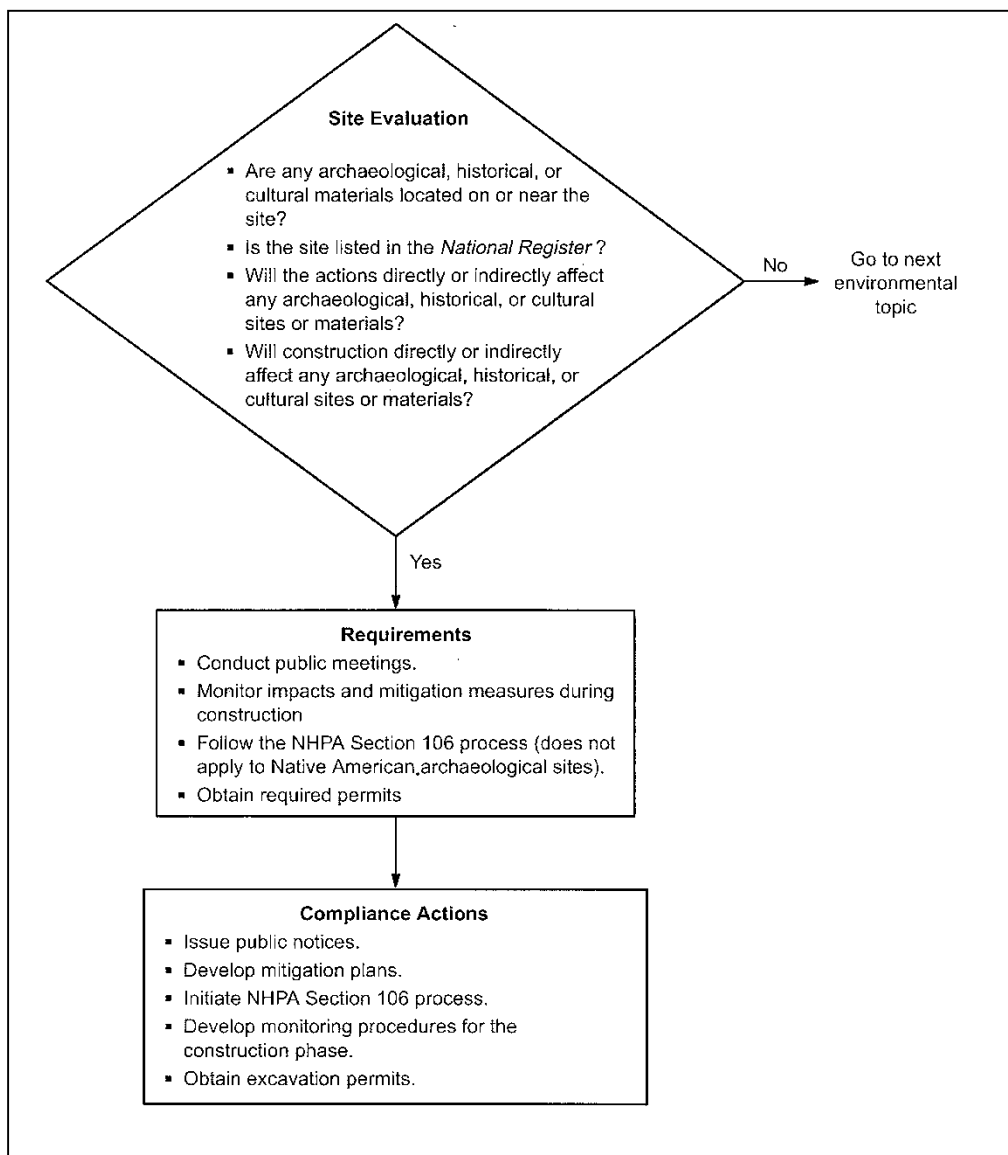 Site Evaluation
▪ Are any archaeological, historical, or
cultural materials located on or near the
site?
▪ Is the site listed in the National Register ?
▪ Will the actions directly or indirectly affect
any archaeological, historical, or cultural
sites or materials?
▪ Will construction directly or indirectly
affect any archaeological, historical, or
cultural sites or materials?
No
Go to next
environmental
topic
Yes
Requirements
▪ Conduct public meetings.
▪ Monitor impacts and mitigation measures during
construction
▪ Follow the NHPA Section 106 process (does not
apply to Native American archaeological sites).
▪ Obtain required permits
Compliance Actions
▪ Issue public notices.
▪ Develop mitigation plans.
▪ Initiate NHPA Section 106 process.
▪ Develop monitoring procedures for the
construction phase.
▪ Obtain excavation permits.